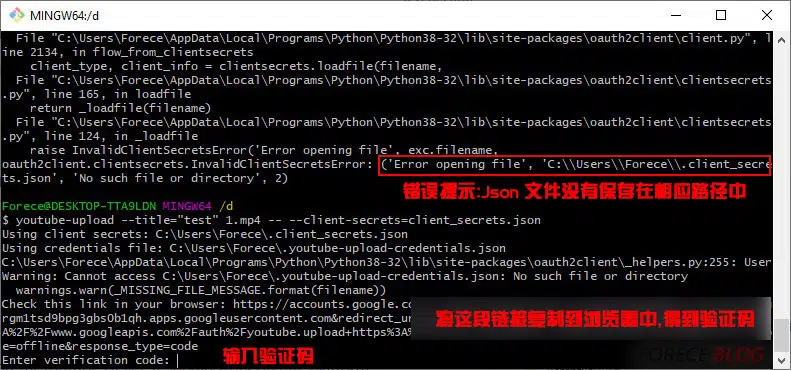 MINGW64:/d
File "C:\Users\Forece\AppData\Local\Programs\Python\Python38-32\lib\site-packages\oauth2client\client.py", l
ine 2134, in flow_from_clientsecrets
client_type, client_info = clientsecrets.loadfile(filename,
File "C:\Users\Forece\AppData\Local\Programs\Python\Python38-32\lib\site-packages\oauth2client\clientsecrets
.py", line 165, in loadfile
return _loadfile(filename)
File "C:\Users\Forece\AppData\Local\Programs\Python\Python38-32\lib\site-packages\oauth2client\clientsecrets
.py", line 124, in _loadfile
raise InvalidClientSecretsError('Error opening file', exc.filename,
oauth2client.clientsecrets.InvalidClientSecretsError: ('Error opening file', 'C:\\Users\\Forece\\.client_secre
ts.json', 'No such file or directory', 2)
错误提示:Json 文件没有保存在相应路径中
Forece@DESKTOP-TTA9LDN MINGW64 /d
$ youtube-upload --title="test" 1.mp4 -- --client-secrets=client_secrets.json
Using client secrets: C:\Users\Forece\.client_secrets.json
Using credentials file: C:\Users\Forece\.youtube-upload-credentials.json
C:\Users\Forece\AppData\Local\Programs\Python\Python38-32\lib\site-packages\oauth2client\_helpers.py:255: User
Warning: Cannot access C:\Users\Forece\.youtube-upload-credentials.json: No such file or directory
warnings.warn(_MISSING_FILE_MESSAGE.format(filename))
Check this link in your browser: https://accounts.google.co
rgm1tsd9bpg3gbs0b1qh.apps.googleusercontent.com&redirect_u
将这段链接复制到浏览器中,得到验证码
A%2F%2Fwww.googleapis.com%2Fauth%2Fyoutube.upload+https%3A%
e=offline&response_type=code
Enter verification code:
输入验证码
FORECE BLOG